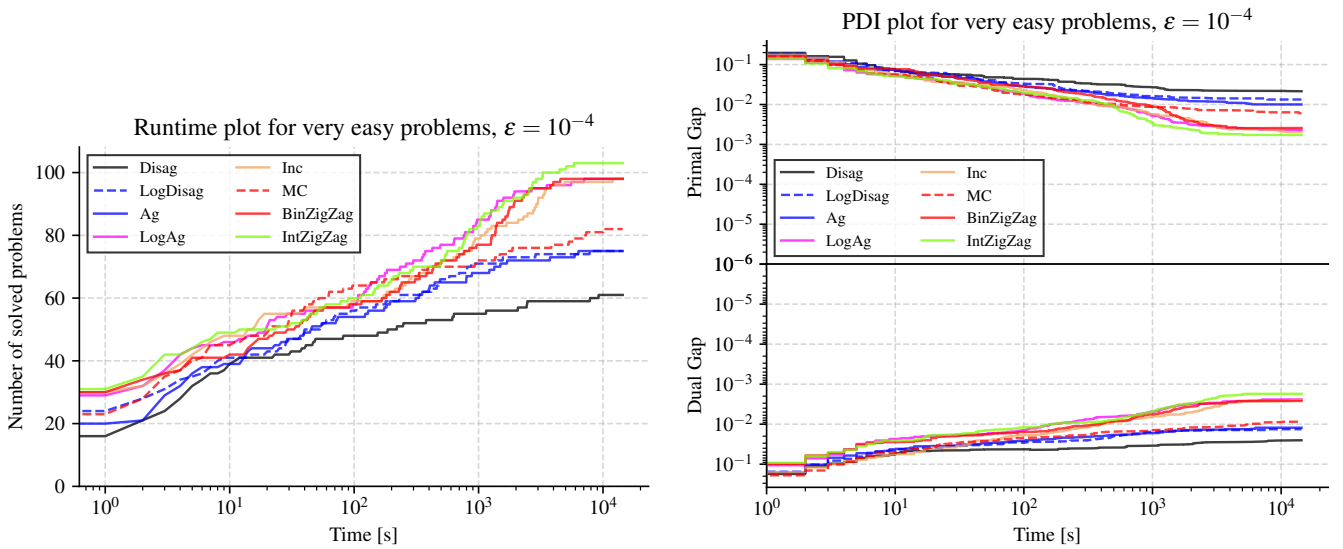 Runtime plot for very easy problems, ε = 10⁻⁴
Number of solved problems
100
80
60
40
20
0
Disag
LogDisag
Ag
LogAg
Inc
MC
BinZigZag
IntZigZag
10⁰
10¹
10²
10³
10⁴
Time [s]
PDI plot for very easy problems, ε = 10⁻⁴
Primal Gap
10⁻¹
10⁻²
10⁻³
10⁻⁴
10⁻⁵
10⁻⁶
Disag
LogDisag
Ag
LogAg
Inc
MC
BinZigZag
IntZigZag
Dual Gap
10⁻⁵
10⁻⁴
10⁻³
10⁻²
10⁻¹
10⁰
10¹
10²
10³
10⁴
Time [s]